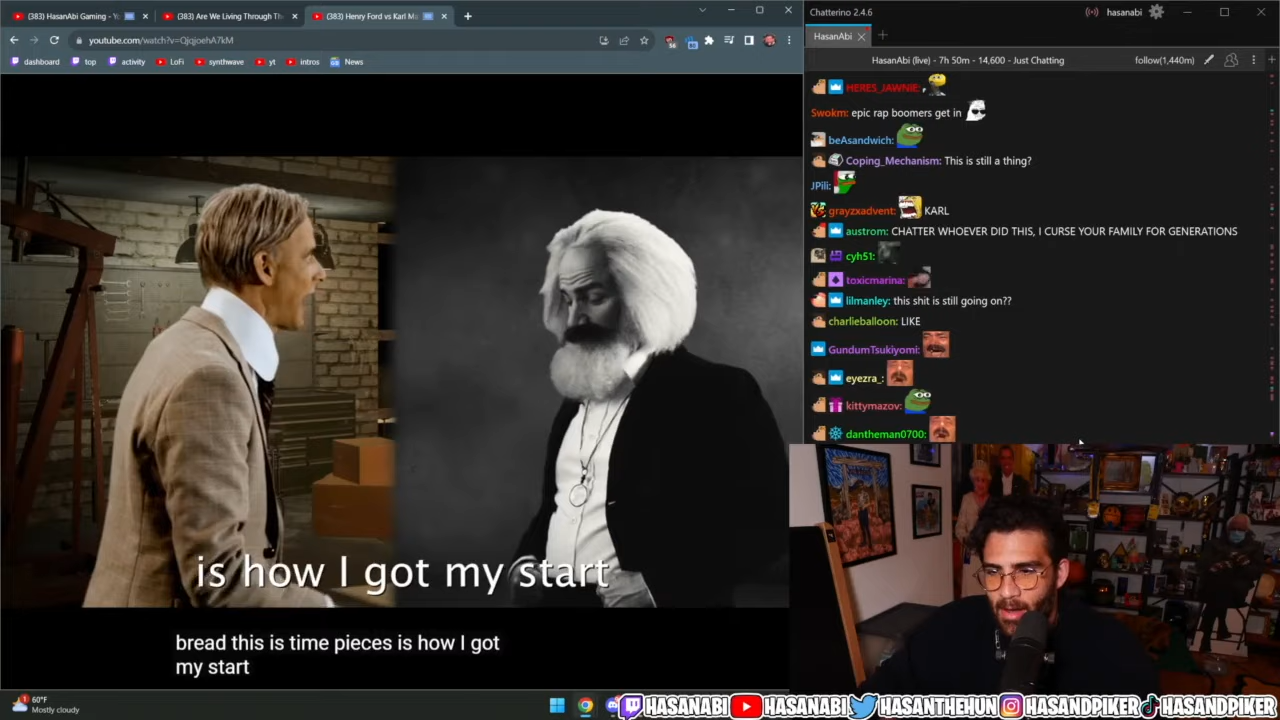 (383) HasanAbi Gaming - Y
(383) Are We Living Through Th
(383) Henry Ford vs Karl Ma
youtube.com/watch?v=QjqjoehA7kM
dashboard
top
activity
LoFi
synthwave
yt
intros
News
is how I got my start
bread this is time pieces is how I got
my start
60°F
Mostly cloudy
Chatterino 2.4.6
hasanabi
HasanAbi
HasanAbi (live) - 7h 50m - 14,600 - Just Chatting
follow(1,440m)
HERES_JAWNIE:
Swokm: epic rap boomers get in
beAsandwich:
Coping_Mechanism: This is still a thing?
JPili:
grayzxadvent: KARL
austrom: CHATTER WHOEVER DID THIS, I CURSE YOUR FAMILY FOR GENERATIONS
cyh51:
toxicmarina:
lilmanley: this shit is still going on??
charlieballoon: LIKE
GundumTsukiyomi:
eyezra_:
kittymazov:
dantheman0700:
HASANABI
HASANABI
HASANTHEHUN
HASANDPIKER
HASANDPIKER